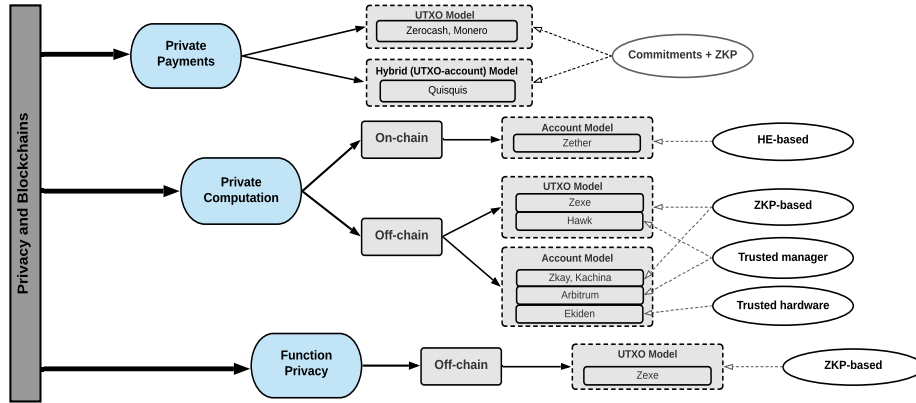 Privacy and Blockchains
Private
Payments
UTXO Model
Zerocash, Monero
Hybrid (UTXO-account) Model
Quisquis
Commitments + ZKP
Private
Computation
On-chain
Account Model
Zether
HE-based
Off-chain
UTXO Model
Zexe
Hawk
ZKP-based
Trusted manager
Account Model
Zkay, Kachina
Arbitrum
Ekiden
Trusted hardware
Function
Privacy
Off-chain
UTXO Model
Zexe
ZKP-based